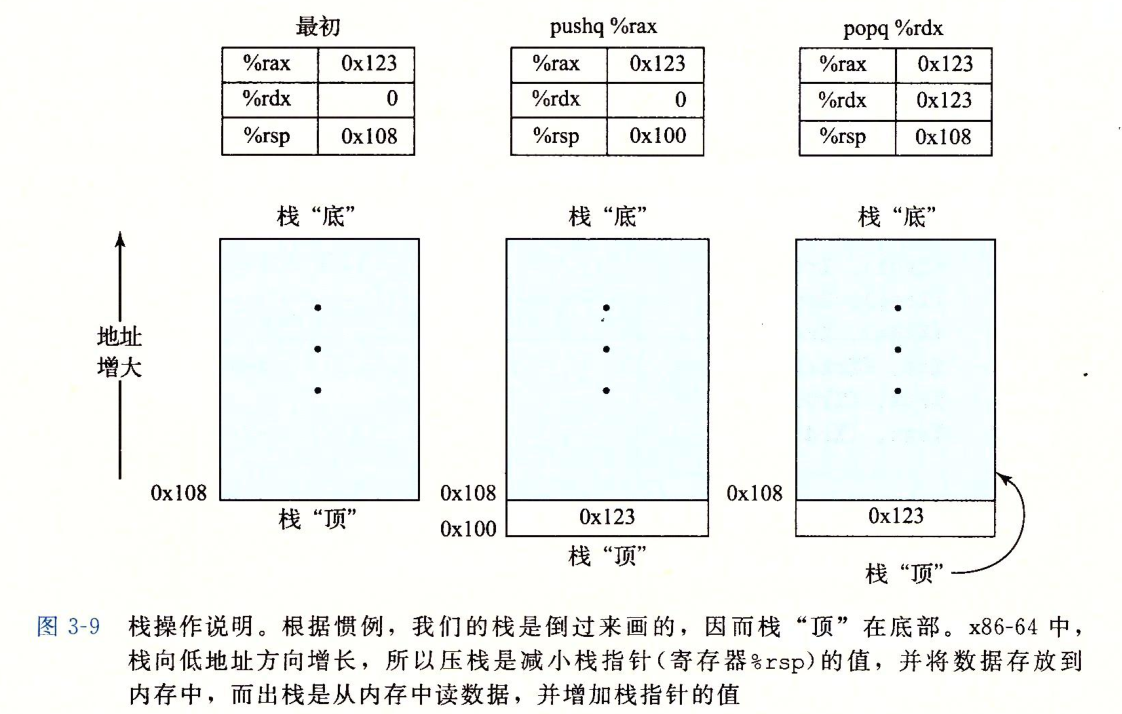 最初
%rax 0x123
%rdx 0
%rsp 0x108
pushq %rax
%rax 0x123
%rdx 0
%rsp 0x100
popq %rdx
%rax 0x123
%rdx 0x123
%rsp 0x108
地址
增大
栈“底”
0x108
栈“顶”
栈“底”
0x108
0x100
0x123
栈“顶”
栈“底”
0x108
0x123
栈“顶”
图 3-9 栈操作说明。根据惯例，我们的栈是倒过来画的，因而栈“顶”在底部。x86-64 中，
栈向低地址方向增长，所以压栈是减小栈指针(寄存器%rsp)的值，并将数据存放到
内存中，而出栈是从内存中读数据，并增加栈指针的值